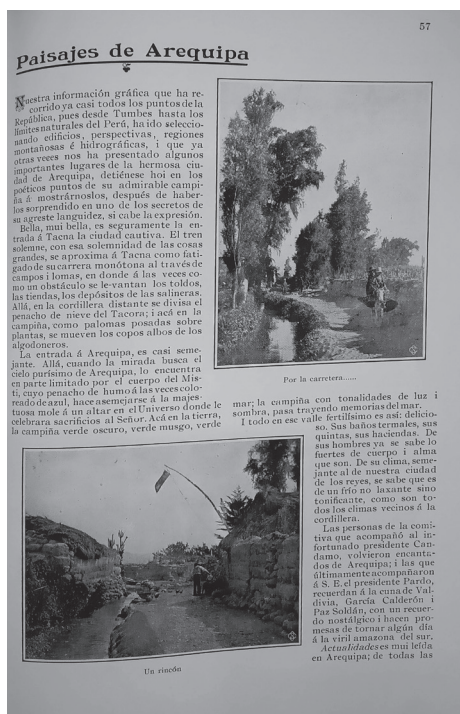 57
Paisajes de Arequipa
Nuestra información gráfica que ha re-
corrido ya casi todos los puntos de la
República, pues desde Tumbes hasta los
límites naturales del Perú, ha ido seleccio-
nando edificios, perspectivas, regiones
montañosas é hidrográficas, i que ya
otras veces nos ha presentado algunos
importantes lugares de la hermosa ciu-
dad de Arequipa, detiénese hoi en los
poéticos puntos de su admirable campi-
ña á mostrárnoslos, después de haber-
los sorprendido en uno de los secretos de
su agreste languidez, si cabe la expresión.
Bella, mui bella, es seguramente la en-
trada á Tacna la ciudad cautiva. El tren
solemne, con esa solemnidad de las cosas
grandes, se aproxima á Tacna como fati-
gado de su carrera monótona al través de
campos i lomas, en donde á las veces co-
mo un obstáculo se levantan los toldos,
las tiendas, los depósitos de las salineras.
Allá, en la cordillera distante se divisa el
penacho de nieve del Tacora; i acá en la
campiña, como palomas posadas sobre
plantas, se mueven los copos albos de los
algodoneros.
La entrada á Arequipa, es casi seme-
jante. Allá, cuando la mirada busca el
cielo purísimo de Arequipa, lo encuentra
en parte limitado por el cuerpo del Mis-
ti, cuyo penacho de humo á las veces colo-
reado de azul, hace asemejarse á la majes-
tuosa mole á un altar en el Universo donde le
celebrara sacrificios al Señor. Acá en la tierra,
la campiña verde oscuro, verde musgo, verde
Por la carretera......
mar; la campiña con tonalidades de luz i
sombra, pasa trayendo memorias del mar.
I todo en ese valle fertilísimo es así: delicio-
so. Sus baños termales, sus
quintas, sus haciendas. De
sus hombres ya se sabe lo
fuertes de cuerpo i alma
que son. De su clima, seme-
jante al de nuestra ciudad
de los reyes, se sabe que es
de un frío no laxante sino
tonificante, como son to-
dos los climas vecinos á la
cordillera.
Las personas de la comi-
tiva que acompañó al in-
fortunado presidente Can-
damo, volvieron encanta-
dos de Arequipa; i las que
últimamente acompañaron
á S. E. el presidente Pardo,
recuerdan á la cuna de Val-
divia, García Calderón i
Paz Soldán, con un recuer-
do nostálgico i hacen pro-
mesas de tornar algún día
á la viril amazona del sur.
Actualidades es mui leída
en Arequipa; de todas las
Un rincón